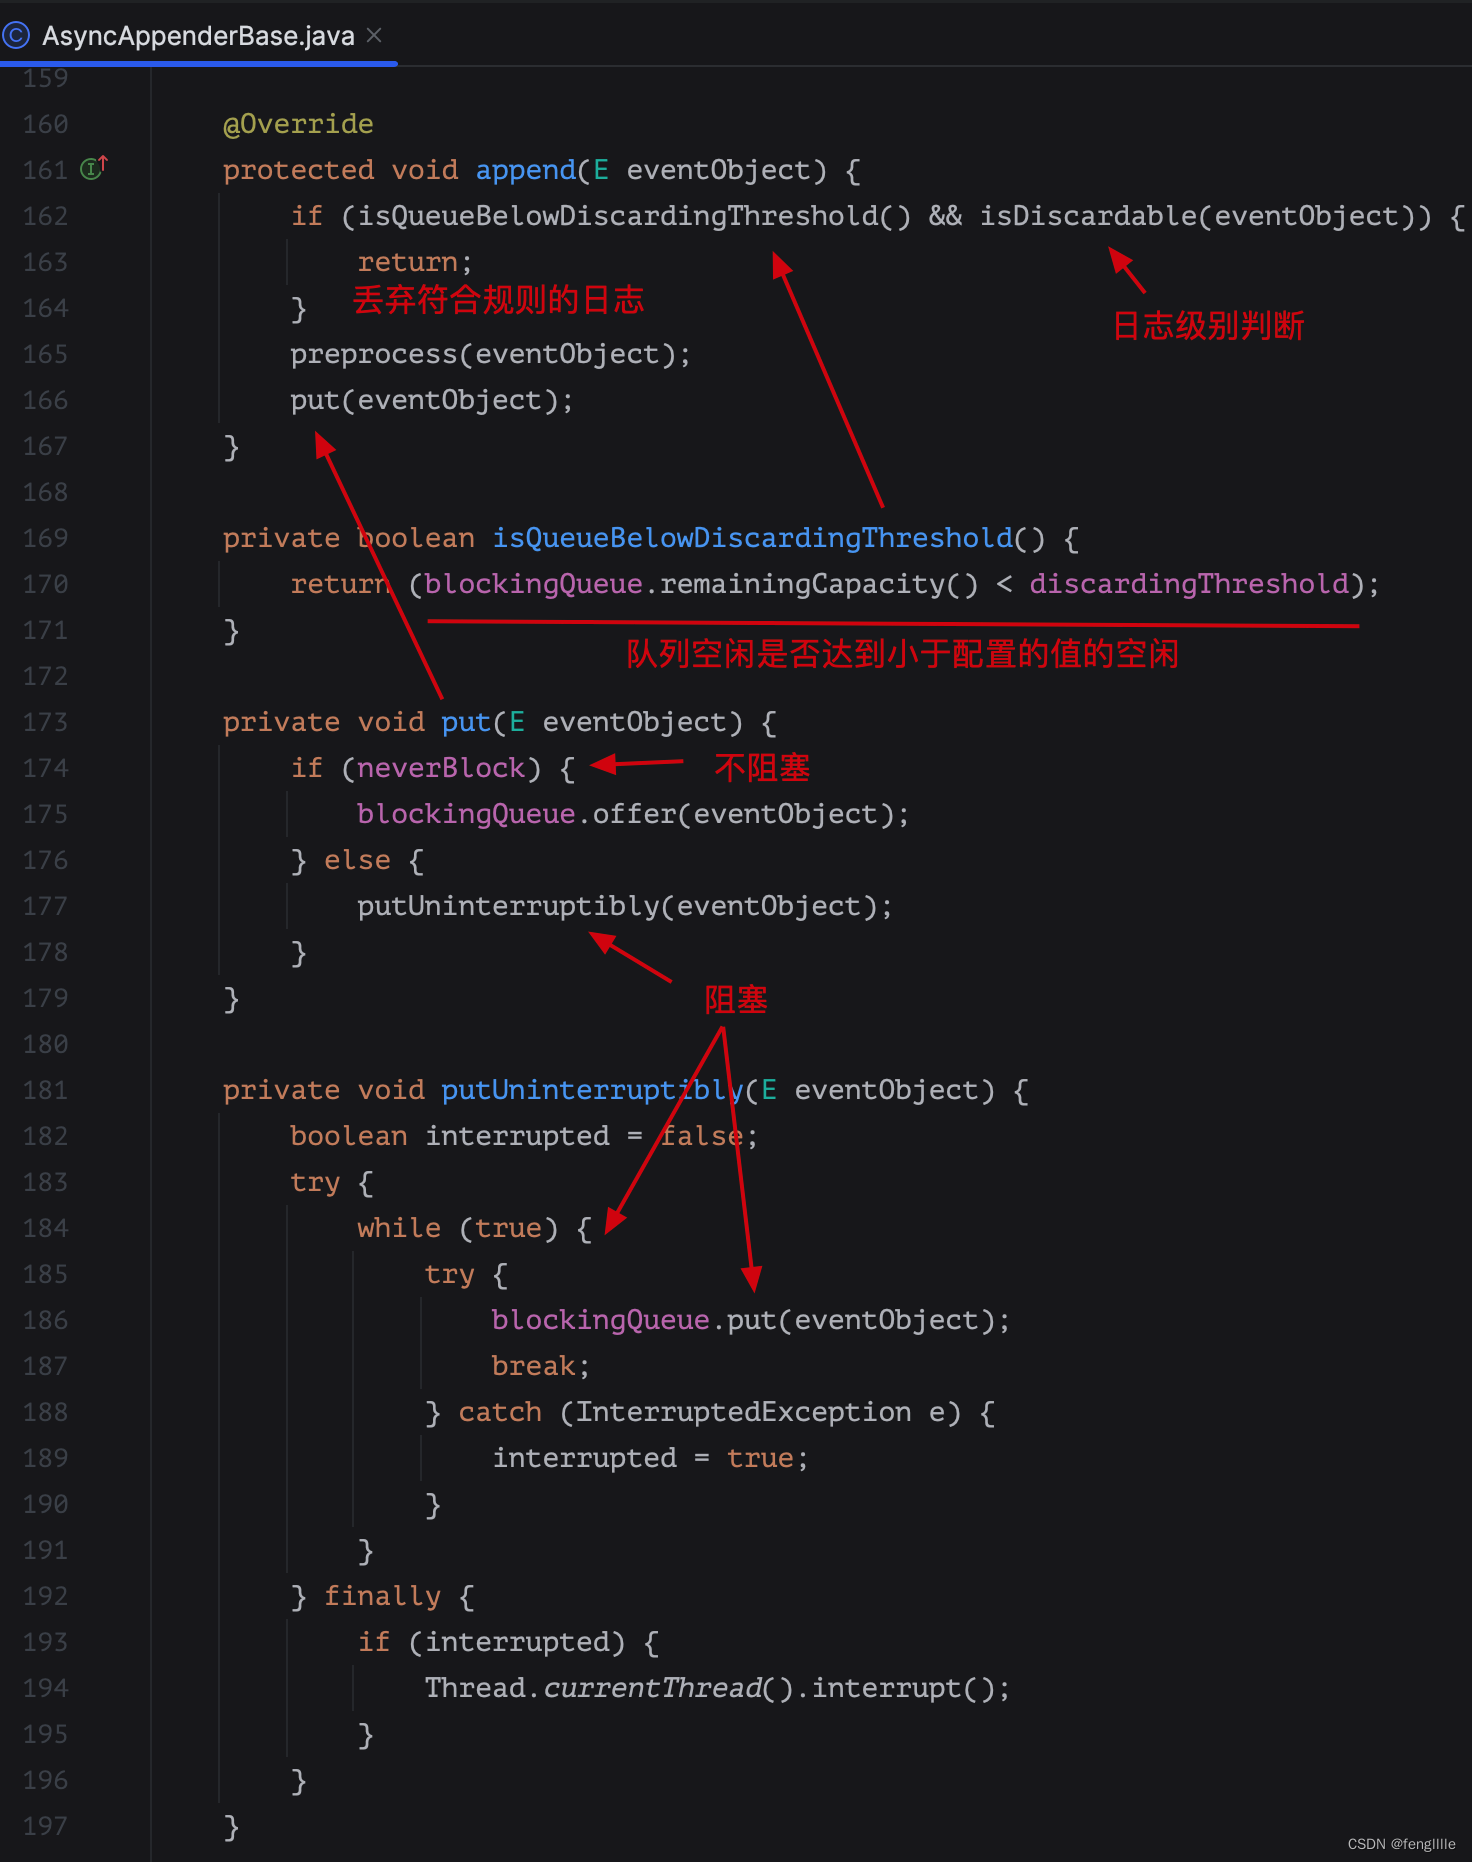 AsyncAppenderBase.java
159
160 @Override
161 protected void append(E eventObject) {
162 if (isQueueBelowDiscardingThreshold() && isDiscardable(eventObject)) {
163 return;
丢弃符合规则的日志
164 }
日志级别判断
165 preprocess(eventObject);
166 put(eventObject);
167 }
168
169 private boolean isQueueBelowDiscardingThreshold() {
170 return (blockingQueue.remainingCapacity() < discardingThreshold);
171 }
队列空闲是否达到小于配置的值的空闲
172
173 private void put(E eventObject) {
174 if (neverBlock) { 不阻塞
175 blockingQueue.offer(eventObject);
176 } else {
177 putUninterruptibly(eventObject);
178 }
179 }
阻塞
180
181 private void putUninterruptibly(E eventObject) {
182 boolean interrupted = false;
183 try {
184 while (true) {
185 try {
186 blockingQueue.put(eventObject);
187 break;
188 } catch (InterruptedException e) {
189 interrupted = true;
190 }
191 }
192 } finally {
193 if (interrupted) {
194 Thread.currentThread().interrupt();
195 }
196 }
197 }
CSDN @fenglllle